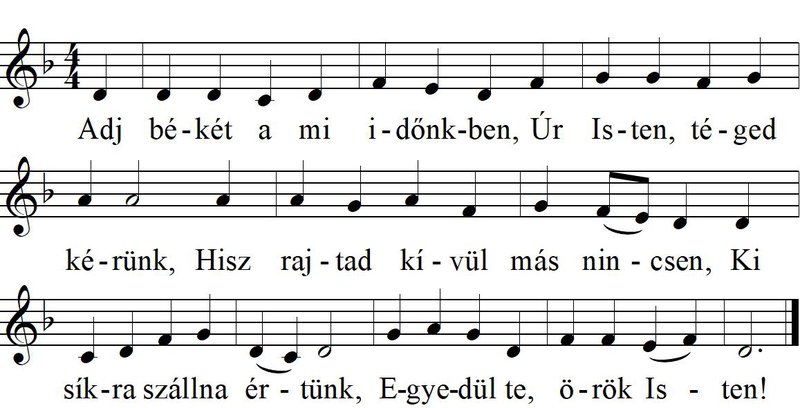 4/4
Adj bé-két a mi i-dőnk-ben, Úr Is-ten, té-ged
ké-rünk, Hisz raj-tad kí-vül más nin-csen, Ki
sík-ra szállna ér-tünk, E-gye-dül te, ö-rök Is-ten!